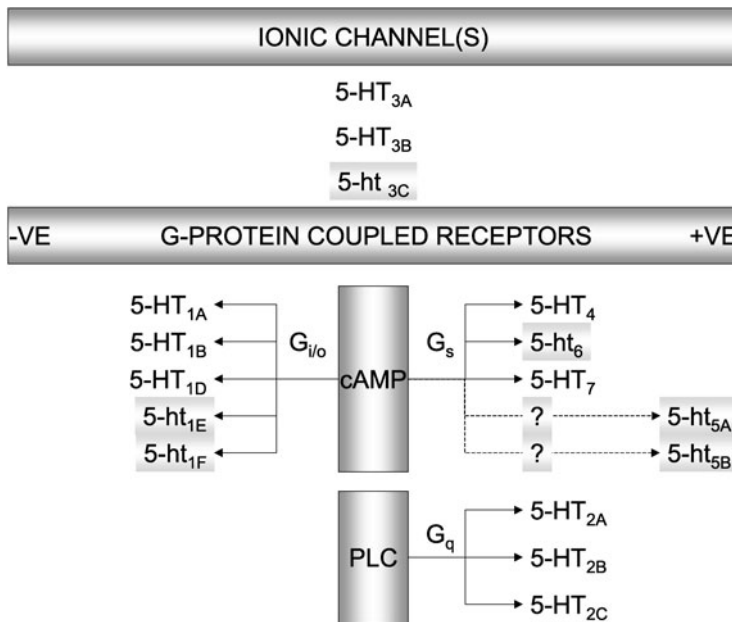 IONIC CHANNEL(S)
5-HT3A
5-HT3B
5-ht 3C
-VE G-PROTEIN COUPLED RECEPTORS +VE
5-HT1A 5-HT4
5-HT1B Gi/o Gs 5-ht6
5-HT1D cAMP 5-HT7
5-ht1E ? 5-ht5A
5-ht1F ? 5-ht5B
5-HT2A
PLC Gq 5-HT2B
5-HT2C